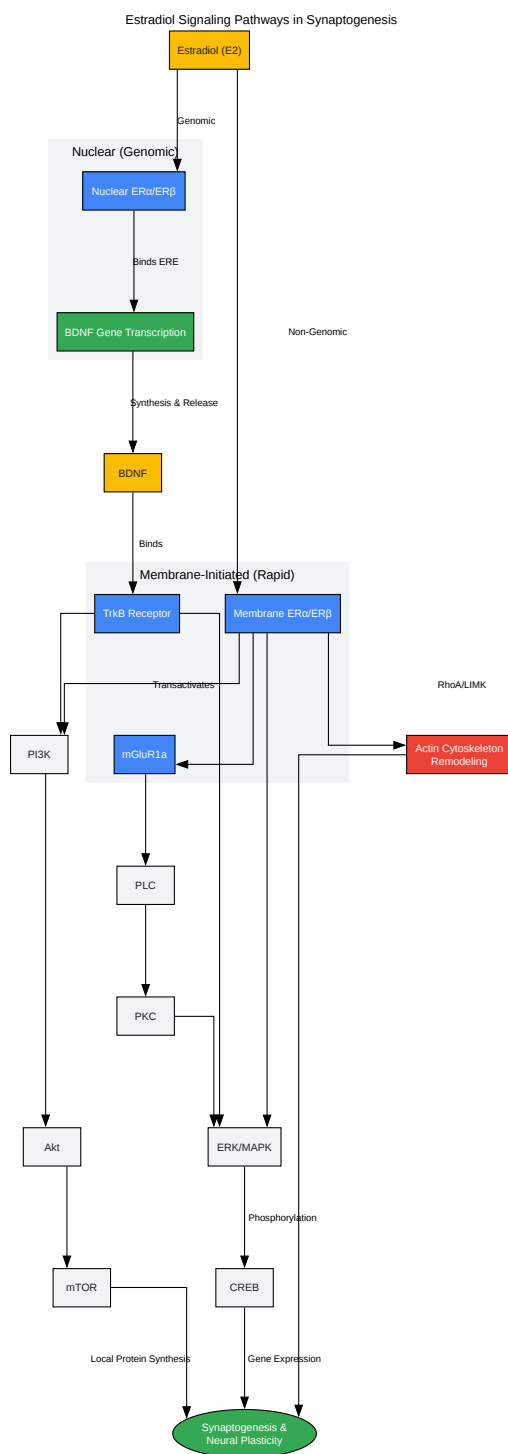 Estradiol Signaling Pathways in Synaptogenesis
Estradiol (E2)
Genomic
Nuclear (Genomic)
Nuclear ERα/ERβ
Binds ERE
BDNF Gene Transcription
Non-Genomic
Synthesis & Release
BDNF
Binds
Membrane-Initiated (Rapid)
TrkB Receptor
Membrane ERα/ERβ
Transactivates
RhoA/LIMK
PI3K
mGluR1a
Actin Cytoskeleton
Remodeling
PLC
PKC
Akt
ERK/MAPK
Phosphorylation
mTOR
CREB
Local Protein Synthesis
Gene Expression
Synaptogenesis &
Neural Plasticity